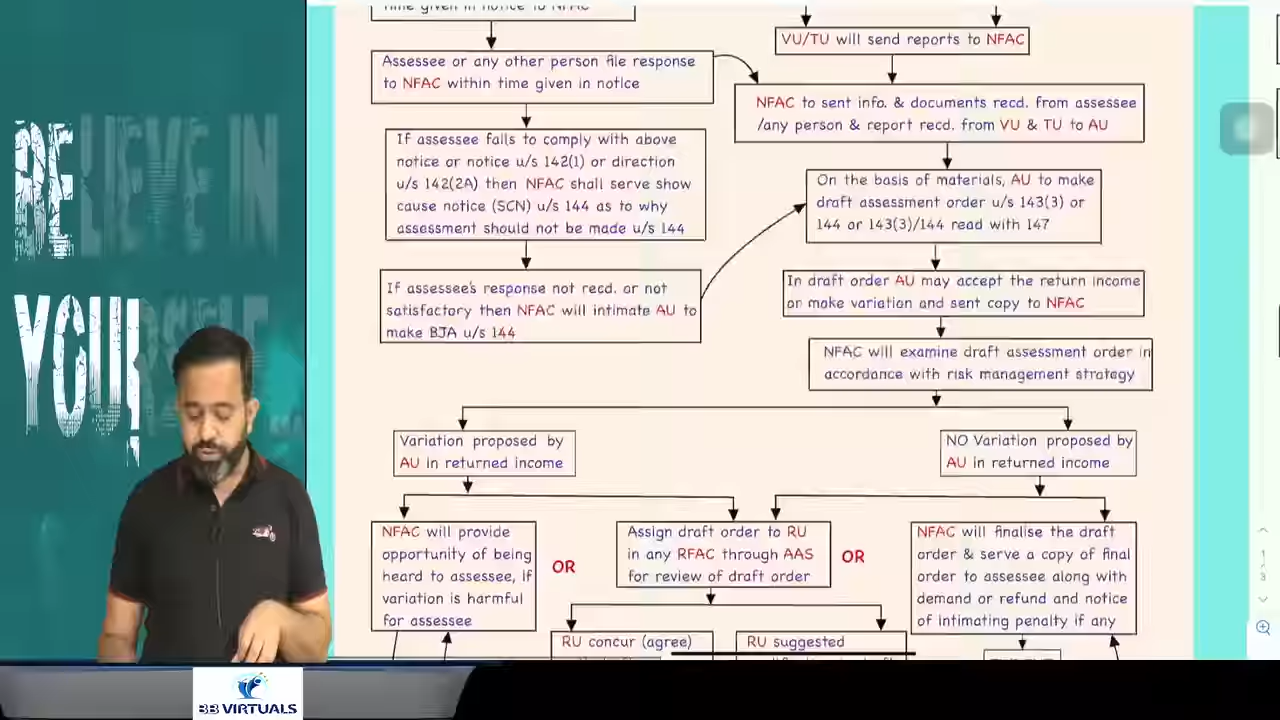 time given in notice to NFAC
VU/TU will send reports to NFAC
Assessee or any other person file response
to NFAC within time given in notice
NFAC to sent info. & documents recd. from assessee
/any person & report recd. from VU & TU to AU
If assessee fails to comply with above
notice or notice u/s 142(1) or direction
u/s 142(2A) then NFAC shall serve show
cause notice (SCN) u/s 144 as to why
assessment should not be made u/s 144
On the basis of materials, AU to make
draft assessment order u/s 143(3) or
144 or 143(3)/144 read with 147
If assessee's response not recd. or not
satisfactory then NFAC will intimate AU to
make BJA u/s 144
In draft order AU may accept the return income
or make variation and sent copy to NFAC
NFAC will examine draft assessment order in
accordance with risk management strategy
Variation proposed by
AU in returned income
NO Variation proposed by
AU in returned income
NFAC will provide
opportunity of being
heard to assessee, if
variation is harmful
for assessee
OR
Assign draft order to RU
in any RFAC through AAS
for review of draft order
OR
NFAC will finalise the draft
order & serve a copy of final
order to assessee along with
demand or refund and notice
of intimating penalty if any
RU concur (agree)
RU suggested
BELIEVE IN
YOURSELF
1
3
BB VIRTUALS